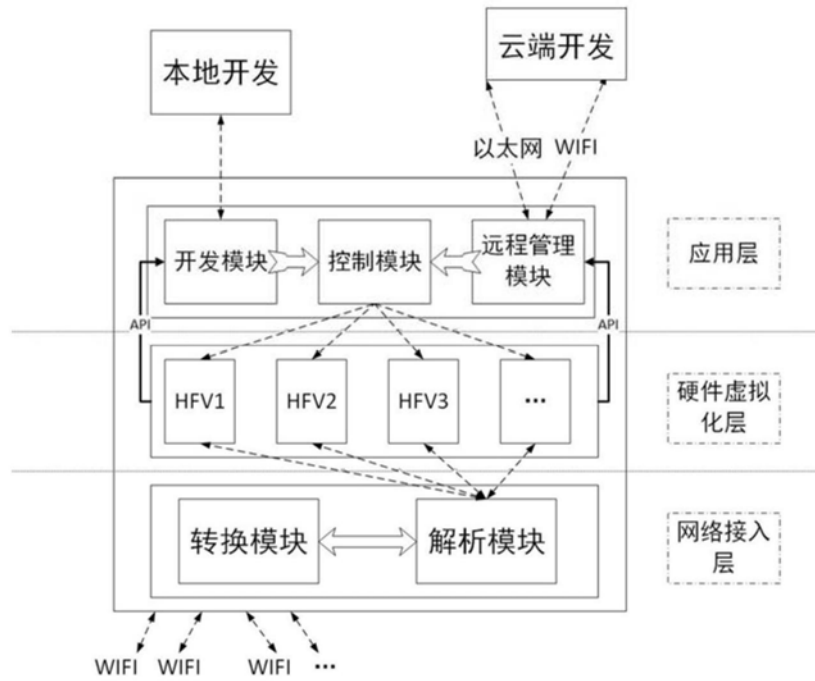 本地开发
云端开发
以太网 WIFI
开发模块
控制模块
远程管理
模块
应用层
API
API
HFV1
HFV2
HFV3
...
硬件虚拟
化层
转换模块
解析模块
网络接入
层
WIFI WIFI WIFI ...